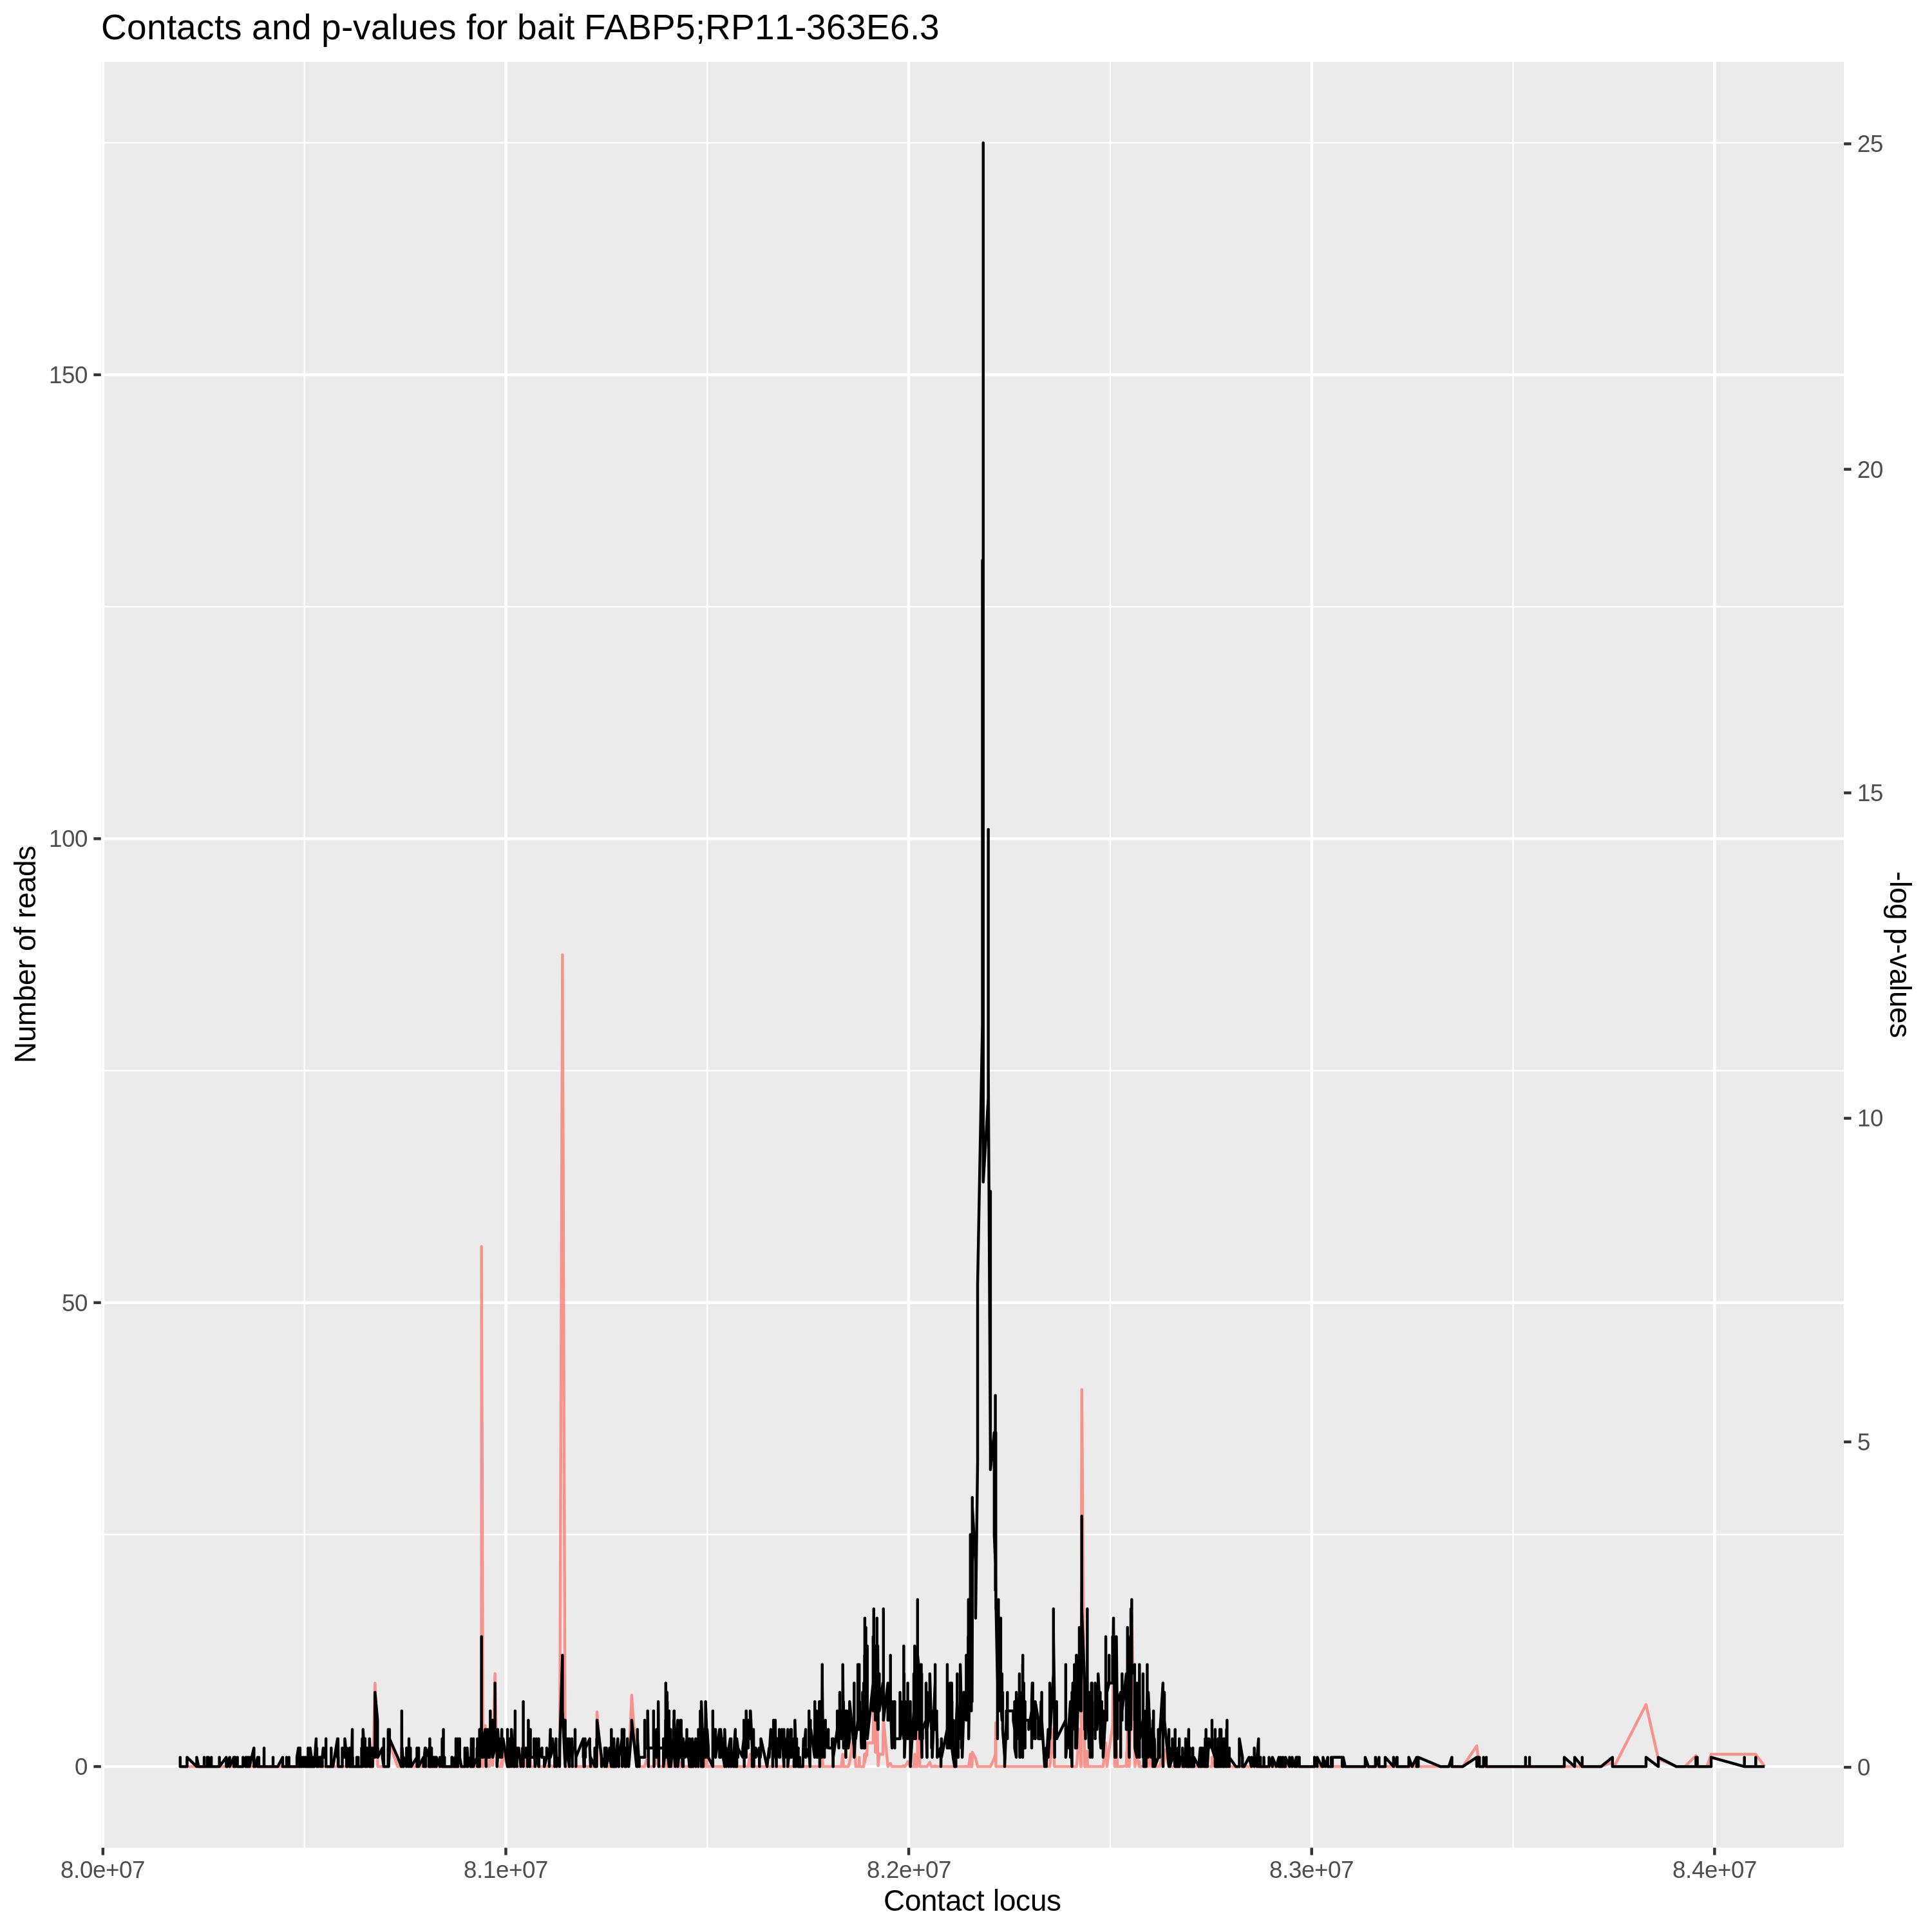 Contacts and p-values for bait FABP5;RP11-363E6.3
Number of reads
150
100
50
0
25
20
15
10
5
0
-log p-values
8.0e+07
8.1e+07
8.2e+07
8.3e+07
8.4e+07
Contact locus